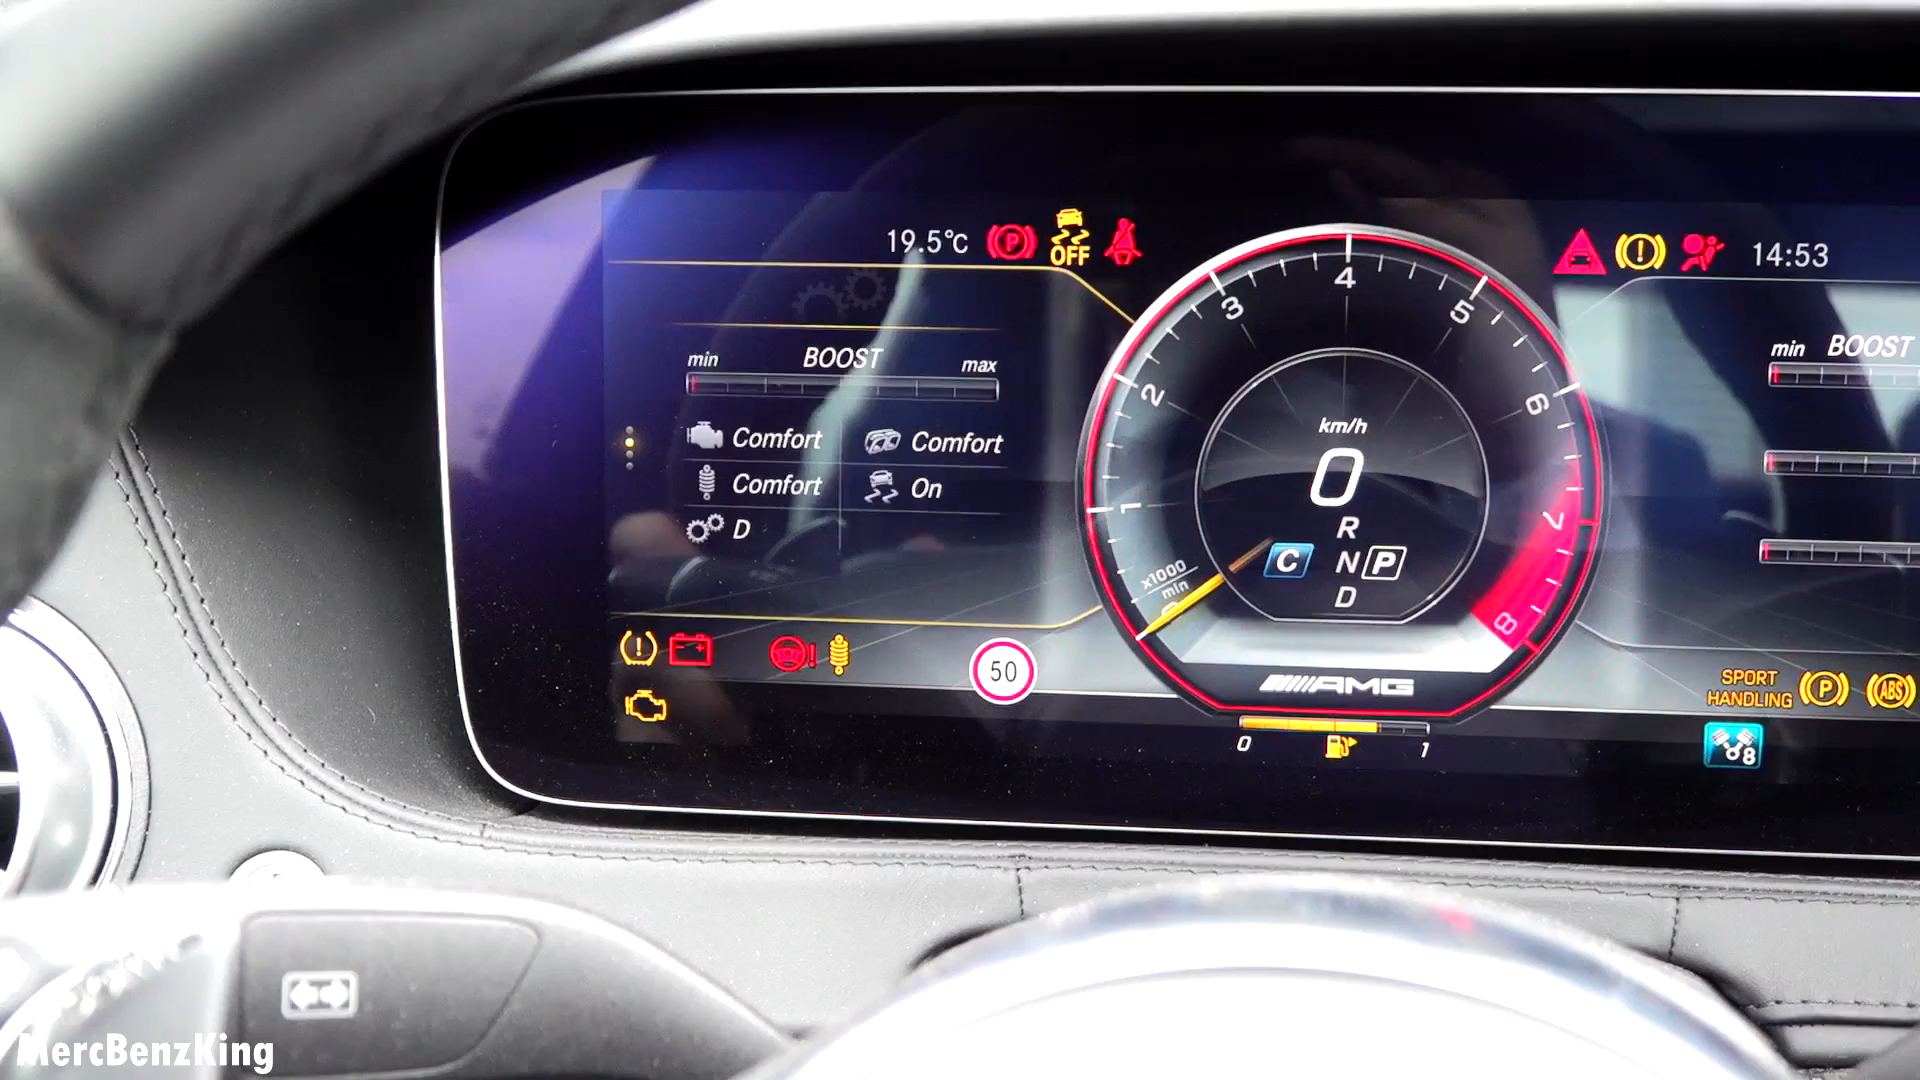 19.5°C
P
OFF
14:53
min BOOST max
min BOOST
Comfort
Comfort
Comfort
On
D
1
2
3
4
5
6
7
8
x1000
min
km/h
0
R
C
N P
D
50
AMG
0
1
SPORT
HANDLING
P
ABS
8
MercBenzKing